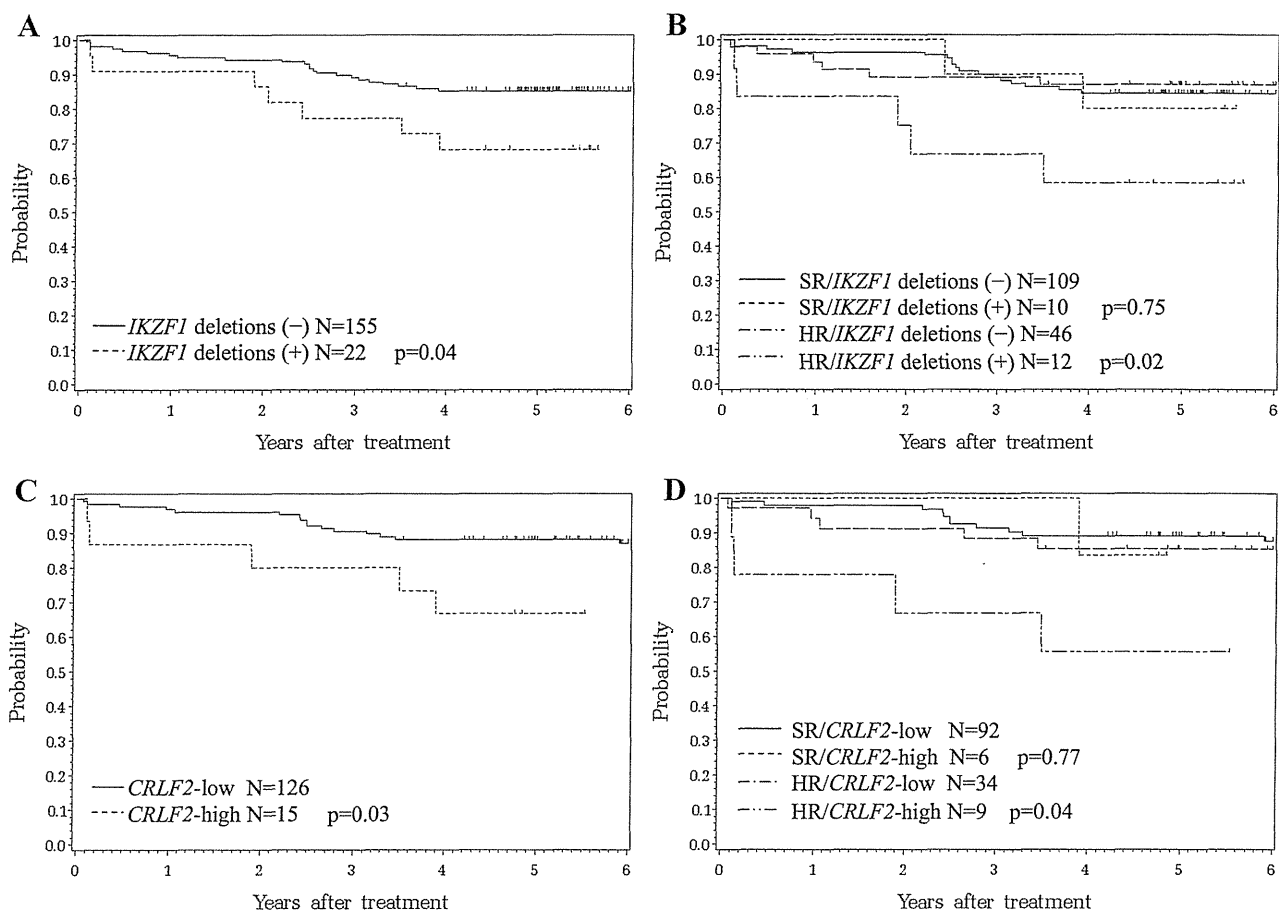 A
10
0.9
0.8
0.7
0.6
0.5
0.4
0.3
0.2
0.1
0.0
Probability
IKZF1 deletions (−) N=155
IKZF1 deletions (+) N=22 p=0.04
0 1 2 3 4 5 6
Years after treatment
B
10
0.9
0.8
0.7
0.6
0.5
0.4
0.3
0.2
0.1
0.0
Probability
SR/IKZF1 deletions (−) N=109
SR/IKZF1 deletions (+) N=10 p=0.75
HR/IKZF1 deletions (−) N=46
HR/IKZF1 deletions (+) N=12 p=0.02
0 1 2 3 4 5 6
Years after treatment
C
10
0.9
0.8
0.7
0.6
0.5
0.4
0.3
0.2
0.1
0.0
Probability
CRLF2-low N=126
CRLF2-high N=15 p=0.03
0 1 2 3 4 5 6
Years after treatment
D
10
0.9
0.8
0.7
0.6
0.5
0.4
0.3
0.2
0.1
0.0
Probability
SR/CRLF2-low N=92
SR/CRLF2-high N=6 p=0.77
HR/CRLF2-low N=34
HR/CRLF2-high N=9 p=0.04
0 1 2 3 4 5 6
Years after treatment